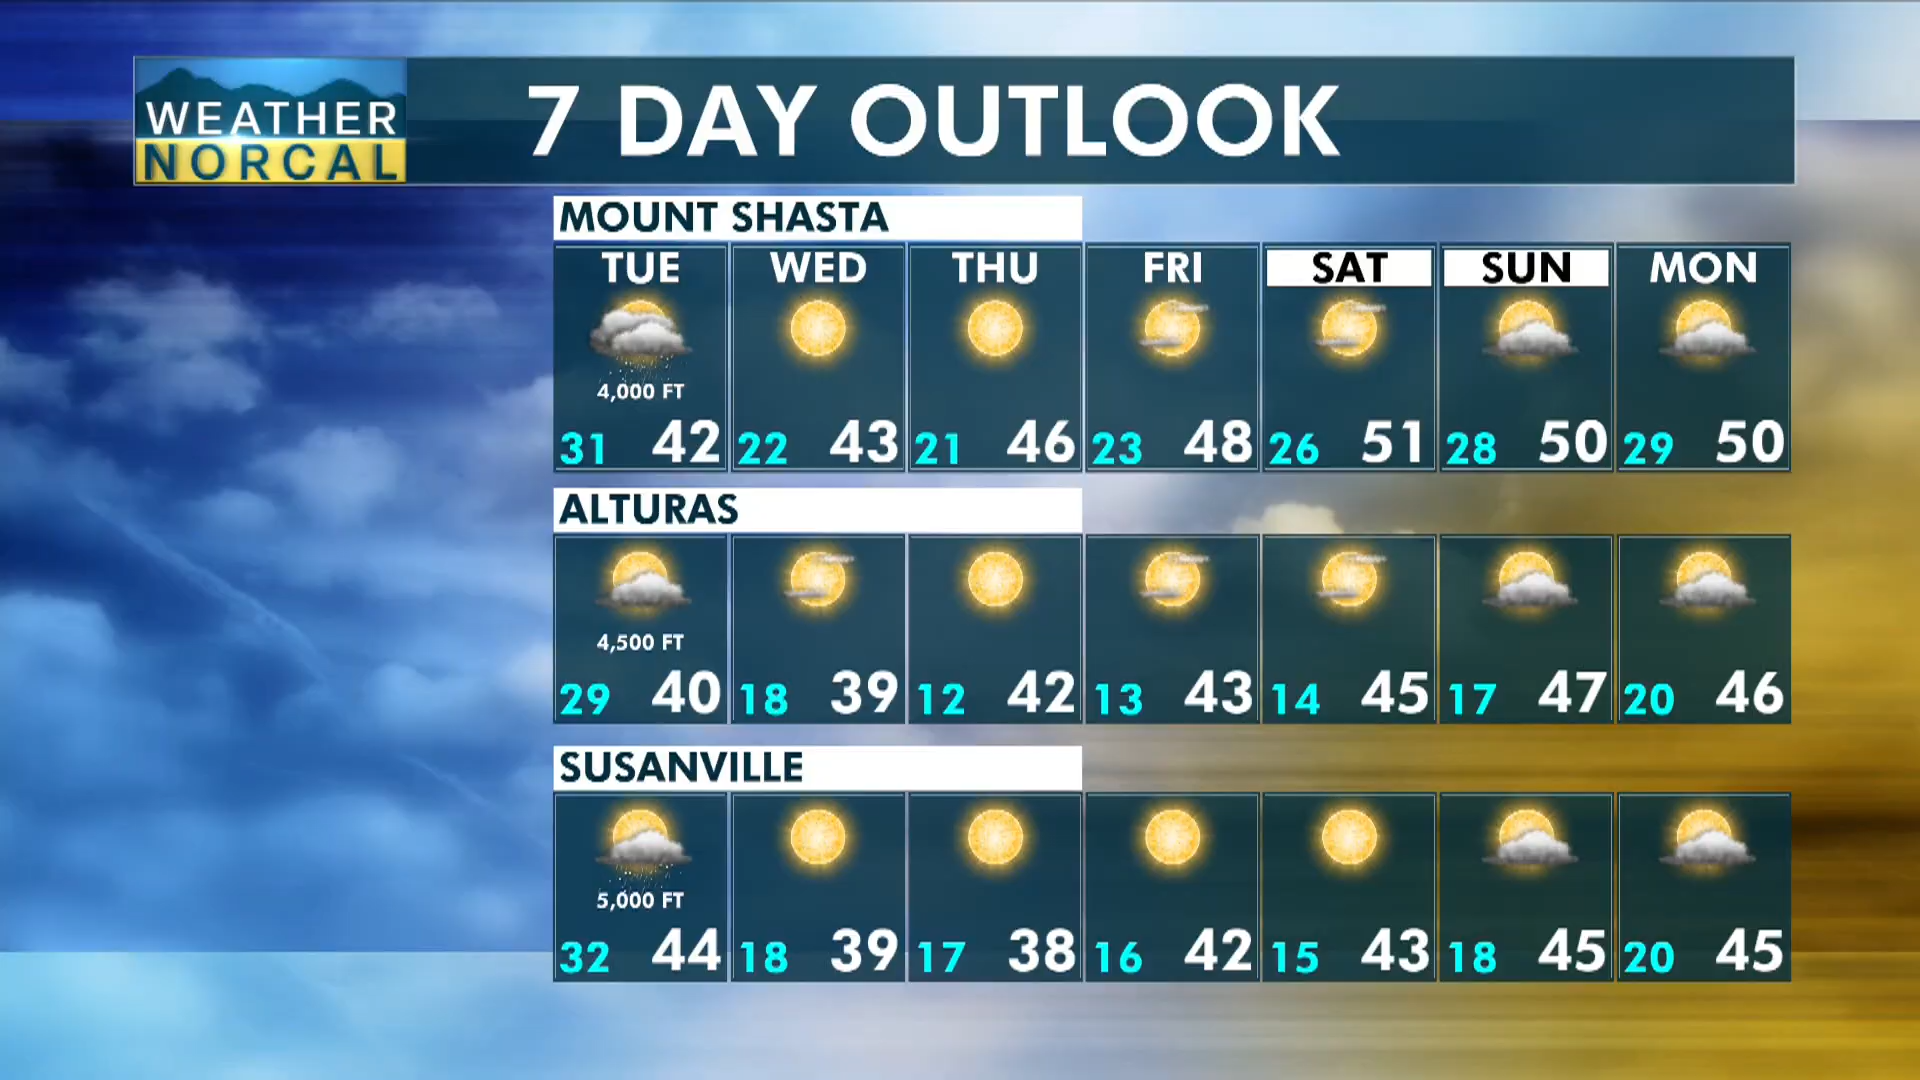 WEATHER
NORCAL
7 DAY OUTLOOK
MOUNT SHASTA
TUE WED THU FRI SAT SUN MON
4,000 FT
31 42 22 43 21 46 23 48 26 51 28 50 29 50
ALTURAS
4,500 FT
29 40 18 39 12 42 13 43 14 45 17 47 20 46
SUSANVILLE
5,000 FT
32 44 18 39 17 38 16 42 15 43 18 45 20 45